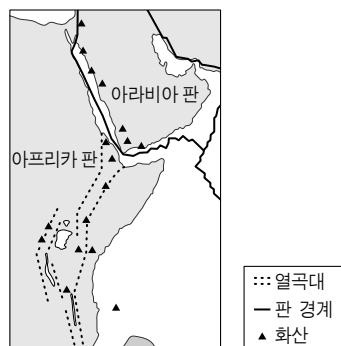 아라비아 판
아프리카 판
열곡대
판 경계
화산